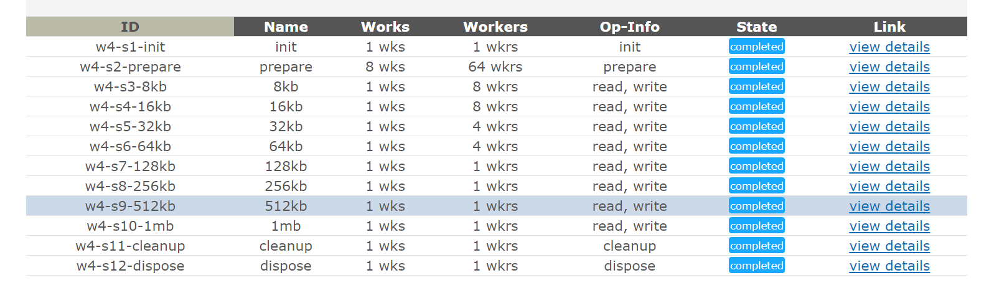 ID Name Works Workers Op-Info State Link
w4-s1-init init 1 wks 1 wkrs init completed view details
w4-s2-prepare prepare 8 wks 64 wkrs prepare completed view details
w4-s3-8kb 8kb 1 wks 8 wkrs read, write completed view details
w4-s4-16kb 16kb 1 wks 8 wkrs read, write completed view details
w4-s5-32kb 32kb 1 wks 4 wkrs read, write completed view details
w4-s6-64kb 64kb 1 wks 4 wkrs read, write completed view details
w4-s7-128kb 128kb 1 wks 1 wkrs read, write completed view details
w4-s8-256kb 256kb 1 wks 1 wkrs read, write completed view details
w4-s9-512kb 512kb 1 wks 1 wkrs read, write completed view details
w4-s10-1mb 1mb 1 wks 1 wkrs read, write completed view details
w4-s11-cleanup cleanup 1 wks 1 wkrs cleanup completed view details
w4-s12-dispose dispose 1 wks 1 wkrs dispose completed view details